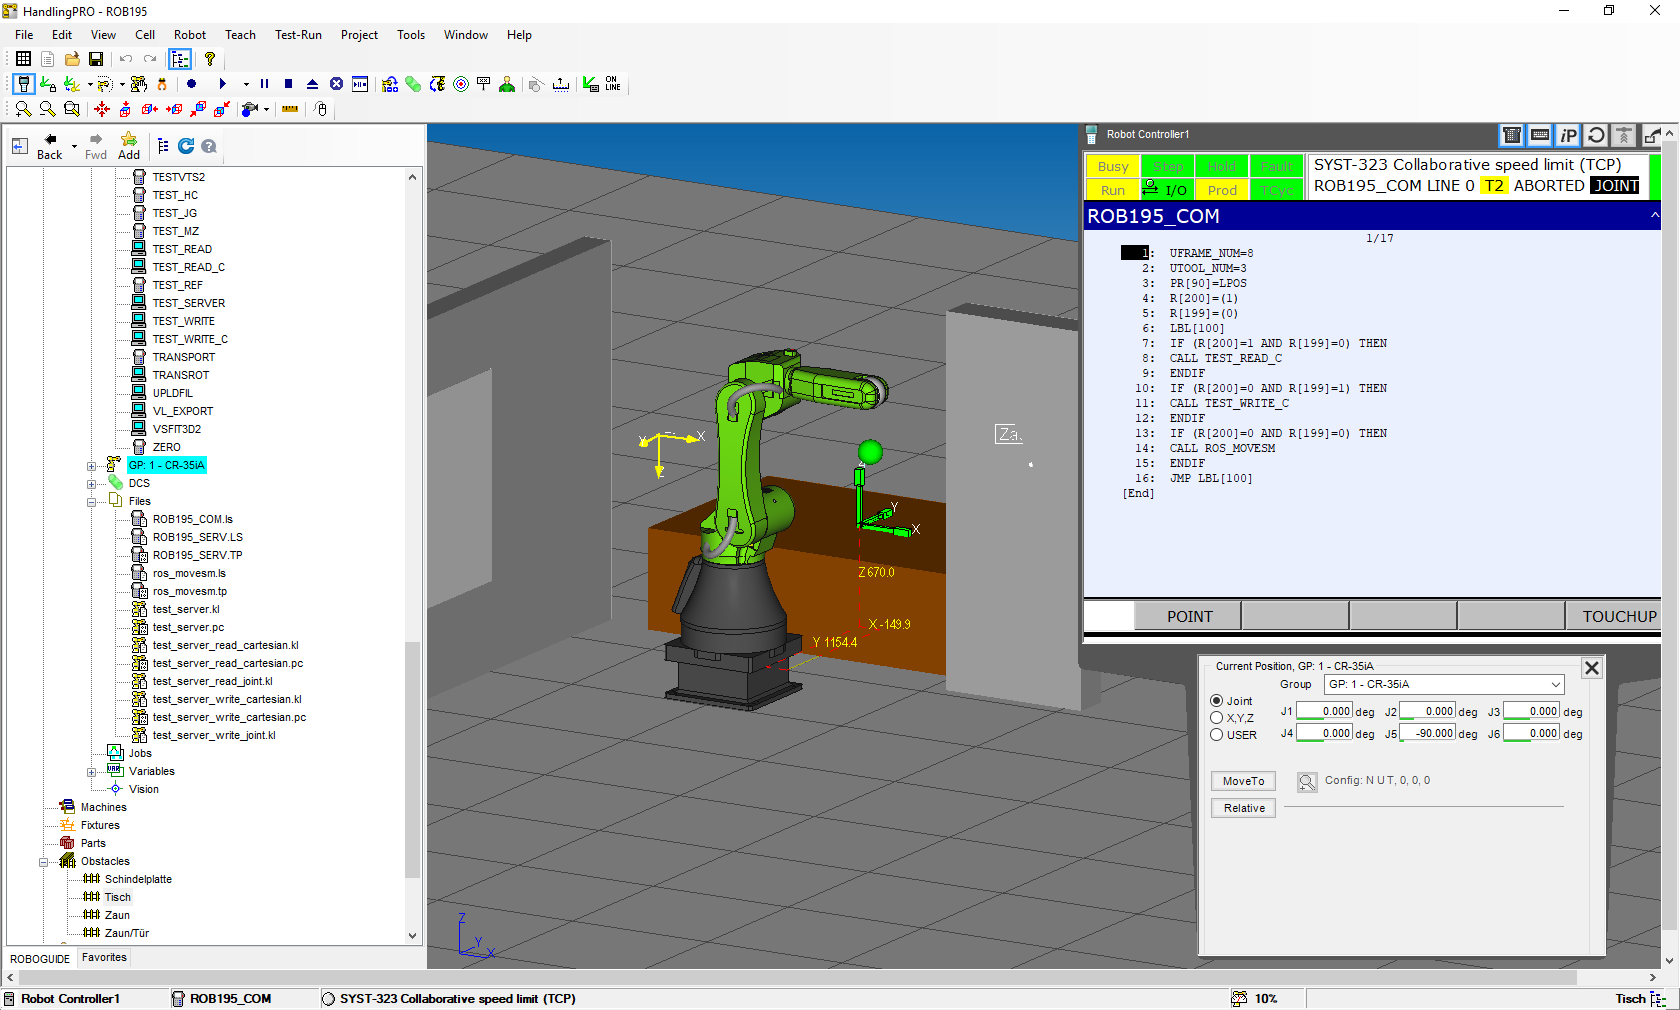 HandlingPRO - ROB195
File Edit View Cell Robot Teach Test-Run Project Tools Window Help
ON LINE
Back Fwd Add
TESTVTS2
TEST_HC
TEST_JG
TEST_MZ
TEST_READ
TEST_READ_C
TEST_REF
TEST_SERVER
TEST_WRITE
TEST_WRITE_C
TRANSPORT
TRANSROT
UPLDFIL
VL_EXPORT
VSFIT3D2
ZERO
GP: 1 - CR-35iA
DCS
Files
ROB195_COM.ls
ROB195_SERV.LS
ROB195_SERV.TP
ros_movesm.ls
ros_movesm.tp
test_server.kl
test_server.pc
test_server_read_cartesian.kl
test_server_read_cartesian.pc
test_server_read_joint.kl
test_server_write_cartesian.kl
test_server_write_cartesian.pc
test_server_write_joint.kl
Jobs
Variables
Vision
Machines
Fixtures
Parts
Obstacles
Schindelplatte
Tisch
Zaun
Zaun/Tür
ROBOGUIDE Favorites
X
Za.
Y
X
Z 670.0
X -149.9
Y 1154.4
Z
Y
X
Robot Controller1
iP
Busy Step Hold Fault
Run I/O Prod TCyc
SYST-323 Collaborative speed limit (TCP)
ROB195_COM LINE 0 T2 ABORTED JOINT
ROB195_COM
1/17
1: UFRAME_NUM=8
2: UTOOL_NUM=3
3: PR[90]=LPOS
4: R[200]=(1)
5: R[199]=(0)
6: LBL[100]
7: IF (R[200]=1 AND R[199]=0) THEN
8: CALL TEST_READ_C
9: ENDIF
10: IF (R[200]=0 AND R[199]=1) THEN
11: CALL TEST_WRITE_C
12: ENDIF
13: IF (R[200]=0 AND R[199]=0) THEN
14: CALL ROS_MOVESM
15: ENDIF
16: JMP LBL[100]
[End]
POINT TOUCHUP
Current Position, GP: 1 - CR-35iA
Group GP: 1 - CR-35iA
Joint
X,Y,Z
USER
J1 0.000 deg J2 0.000 deg J3 0.000 deg
J4 0.000 deg J5 -90.000 deg J6 0.000 deg
MoveTo
Config: N U T, 0, 0, 0
Relative
Robot Controller1 ROB195_COM SYST-323 Collaborative speed limit (TCP) 10% Tisch